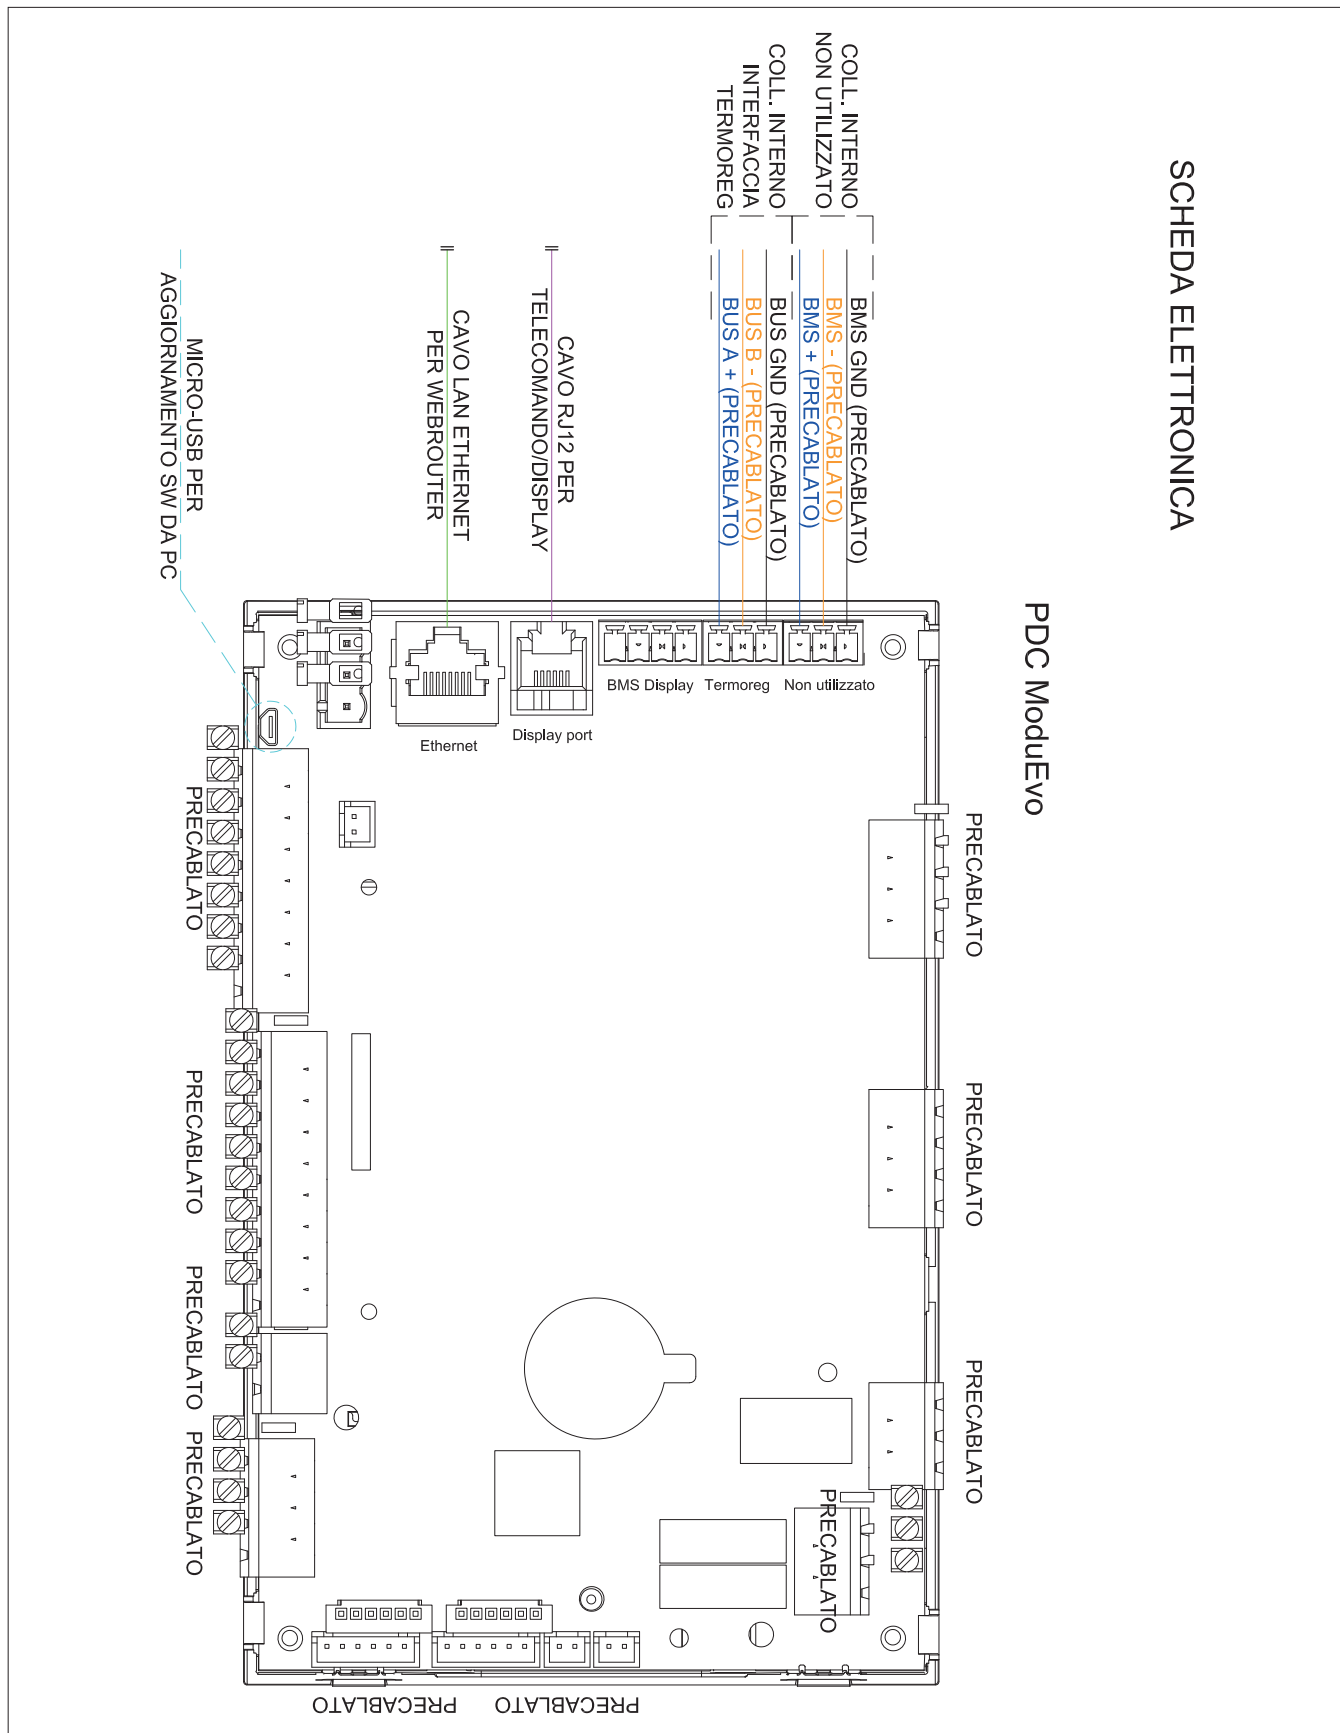 SCHEDA ELETTRONICA
PDC ModuEvo
COLL. INTERNO
NON UTILIZZATO
COLL. INTERNO
INTERFACCIA
TERMOREG
BMS GND (PRECABLATO)
BMS - (PRECABLATO)
BMS + (PRECABLATO)
BUS GND (PRECABLATO)
BUS B - (PRECABLATO)
BUS A + (PRECABLATO)
CAVO RJ12 PER
TELECOMANDO/DISPLAY
CAVO LAN ETHERNET
PER WEBROUTER
MICRO-USB PER
AGGIORNAMENTO SW DA PC
BMS Display
Termoreg
Non utilizzato
Display port
Ethernet
PRECABLATO
PRECABLATO
PRECABLATO
PRECABLATO
PRECABLATO
PRECABLATO
PRECABLATO
PRECABLATO
PRECABLATO
PRECABLATO